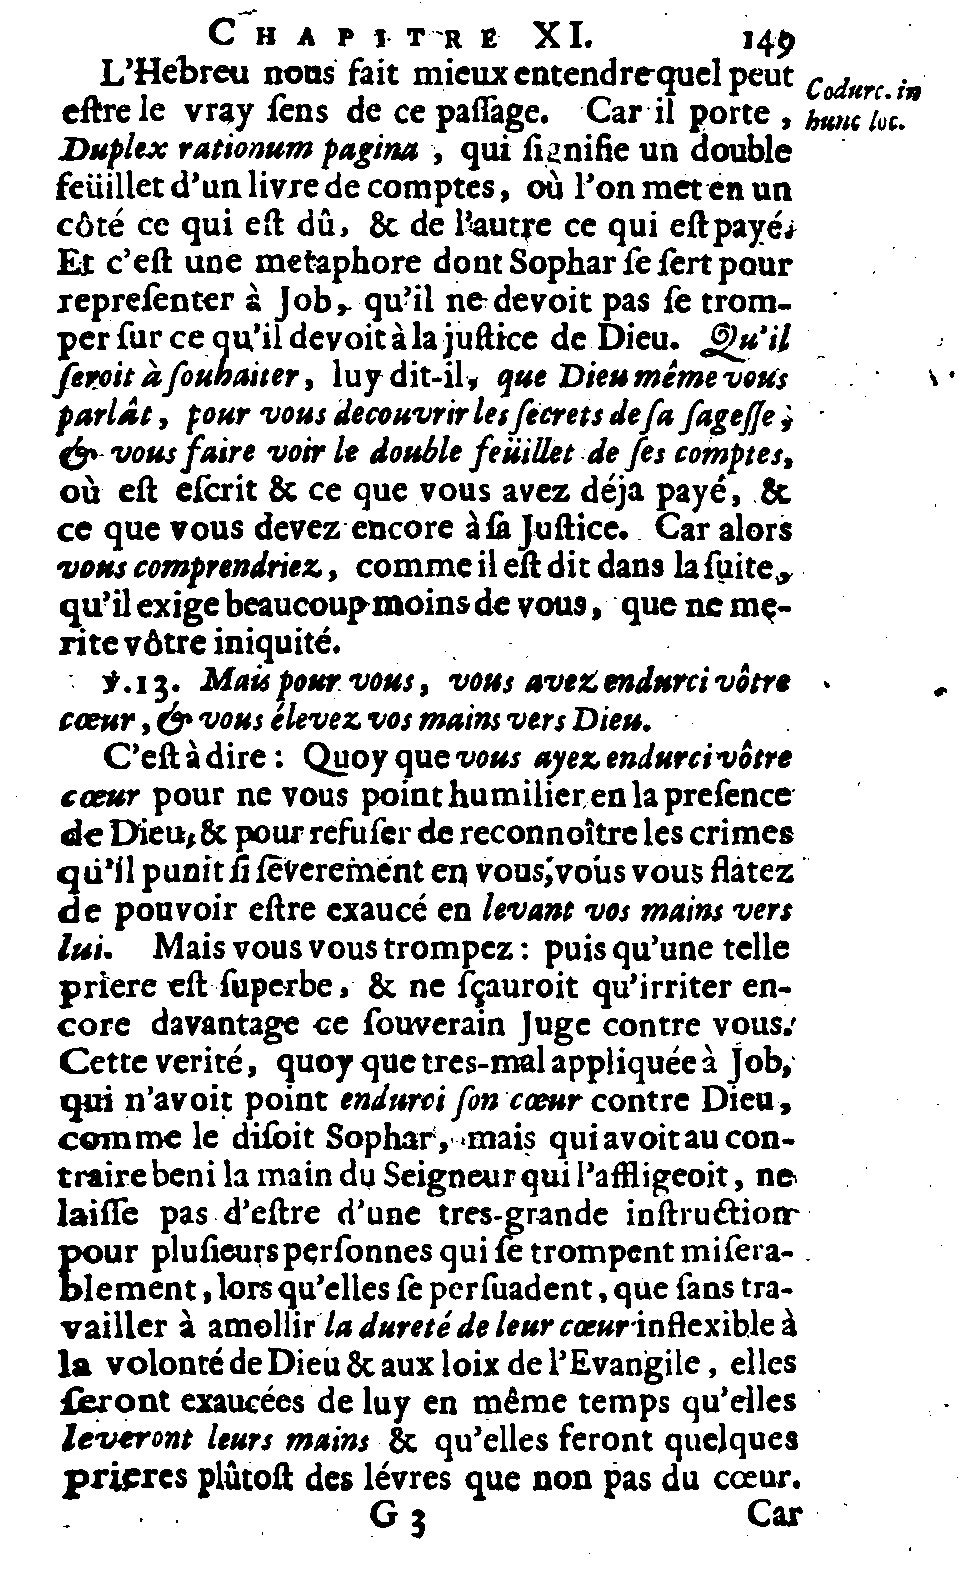 CHAPITRE XI. 149
L'Hebreu nous fait mieux entendre quel peut
eſtre le vray ſens de ce paſſage. Car il porte,
Duplex rationum pagina, qui ſignifie un double
feüillet d'un livre de comptes, où l'on met en un
côté ce qui eſt dû, & de l'autre ce qui eſt payé.
Et c'eſt une metaphore dont Sophar ſe ſert pour
repreſenter à Job, qu'il ne devoit pas ſe trom-
per ſur ce qu'il devoit à la juſtice de Dieu. Qu'il
ſeroit à ſouhaiter, luy dit-il, que Dieu même vous
parlât, pour vous decouvrir les ſecrets de ſa ſageſſe;
& vous faire voir le double feüillet de ſes comptes,
où eſt eſcrit & ce que vous avez déja payé, &
ce que vous devez encore à ſa Juſtice. Car alors
vous comprendriez, comme il eſt dit dans la ſuite,
qu'il exige beaucoup moins de vous, que ne me-
rite vôtre iniquité.
℣.13. Mais pour vous, vous avez endurci vôtre
cœur, & vous élevez vos mains vers Dieu.
C'eſt à dire: Quoy que vous ayez endurci vôtre
cœur pour ne vous point humilier en la preſence
de Dieu, & pour refuſer de reconnoître les crimes
qu'il punit ſi ſeverement en vous, vous vous flatez
de pouvoir eſtre exaucé en levant vos mains vers
lui. Mais vous vous trompez: puis qu'une telle
priere eſt ſuperbe, & ne ſçauroit qu'irriter en-
core davantage ce ſouverain Juge contre vous.
Cette verité, quoy que tres-mal appliquée à Job,
qui n'avoit point endurci ſon cœur contre Dieu,
comme le diſoit Sophar, mais qui avoit au con-
traire beni la main du Seigneur qui l'affligeoit, ne
laiſſe pas d'eſtre d'une tres-grande inſtruction
pour pluſieurs perſonnes qui ſe trompent miſera-
blement, lors qu'elles ſe perſuadent, que ſans tra-
vailler à amollir la dureté de leur cœur inflexible à
la volonté de Dieu & aux loix de l'Evangile, elles
ſeront exaucées de luy en même temps qu'elles
leveront leurs mains & qu'elles feront quelques
prieres plûtoſt des lévres que non pas du cœur.
G 3 Car
Codurc. in
hunc loc.